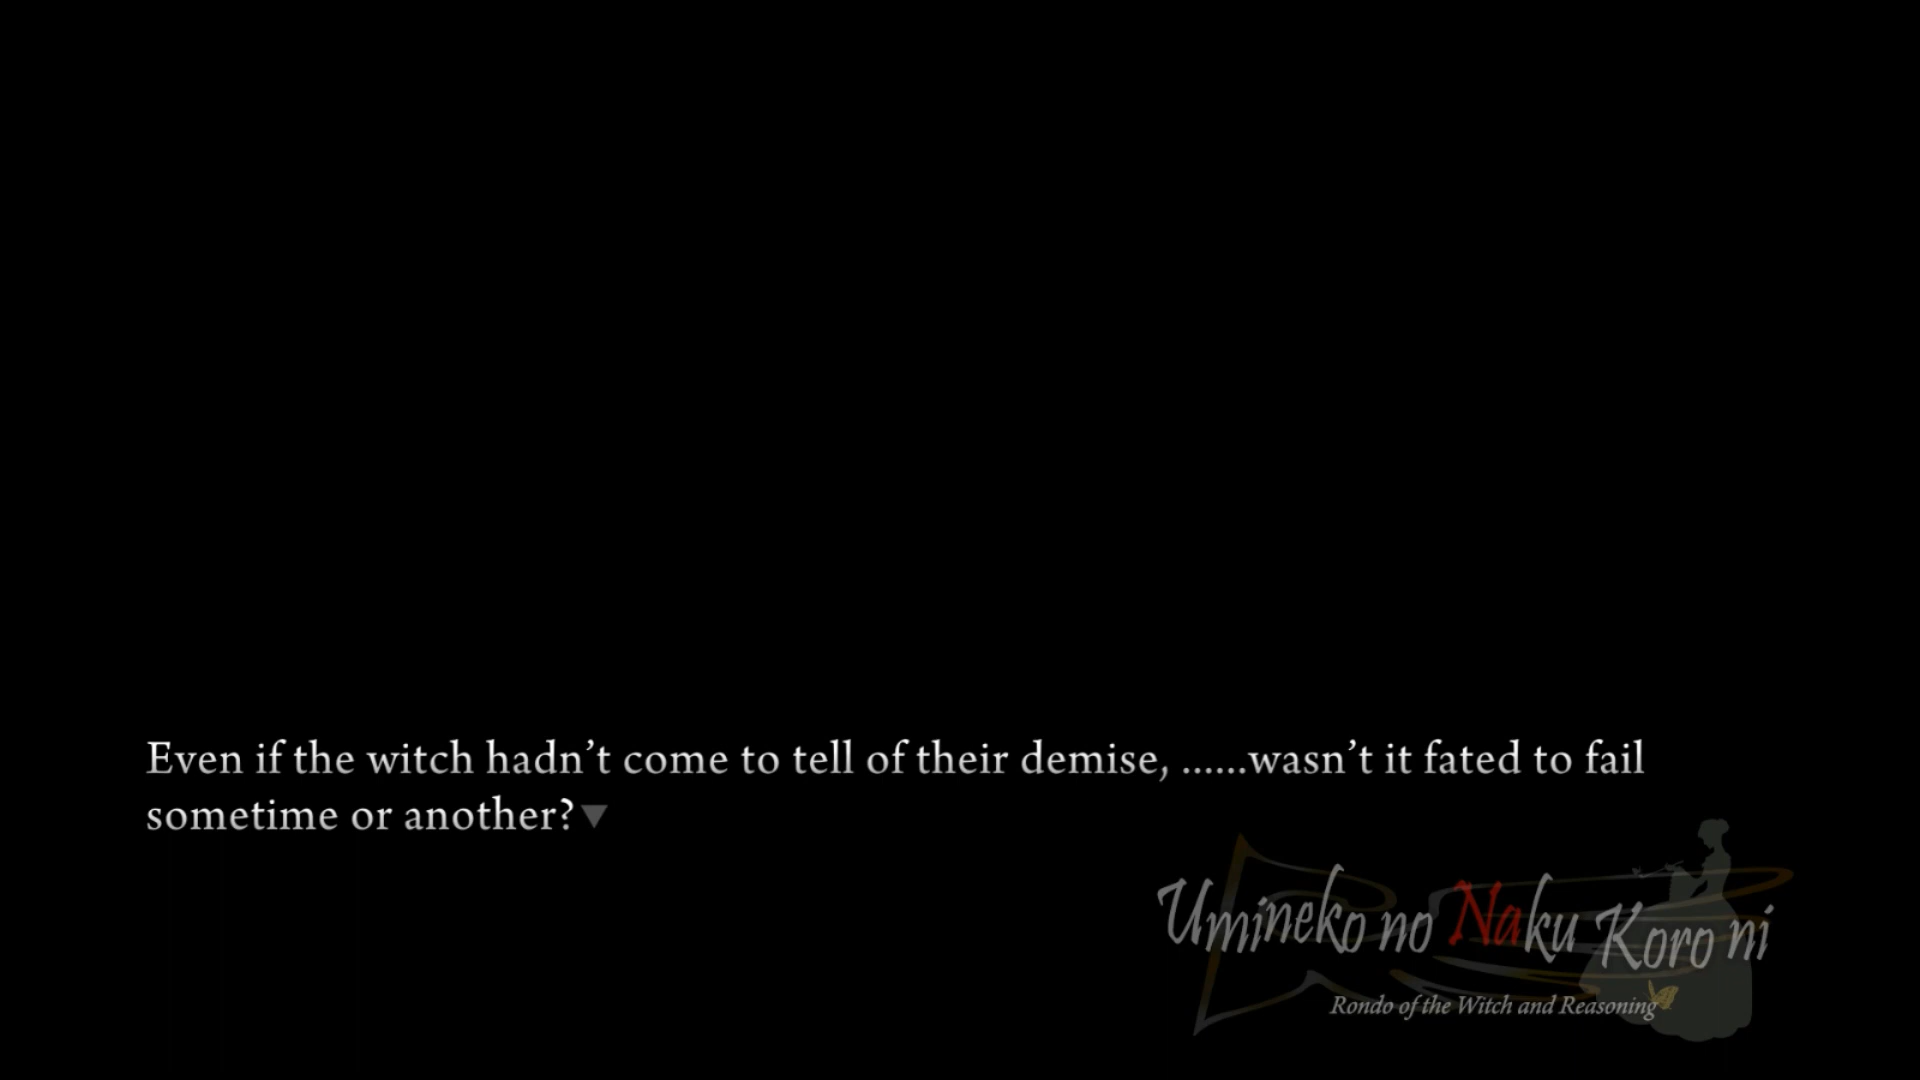 Even if the witch hadn’t come to tell of their demise, ......wasn’t it fated to fail
sometime or another?
Umineko no Naku Koro ni
Rondo of the Witch and Reasoning